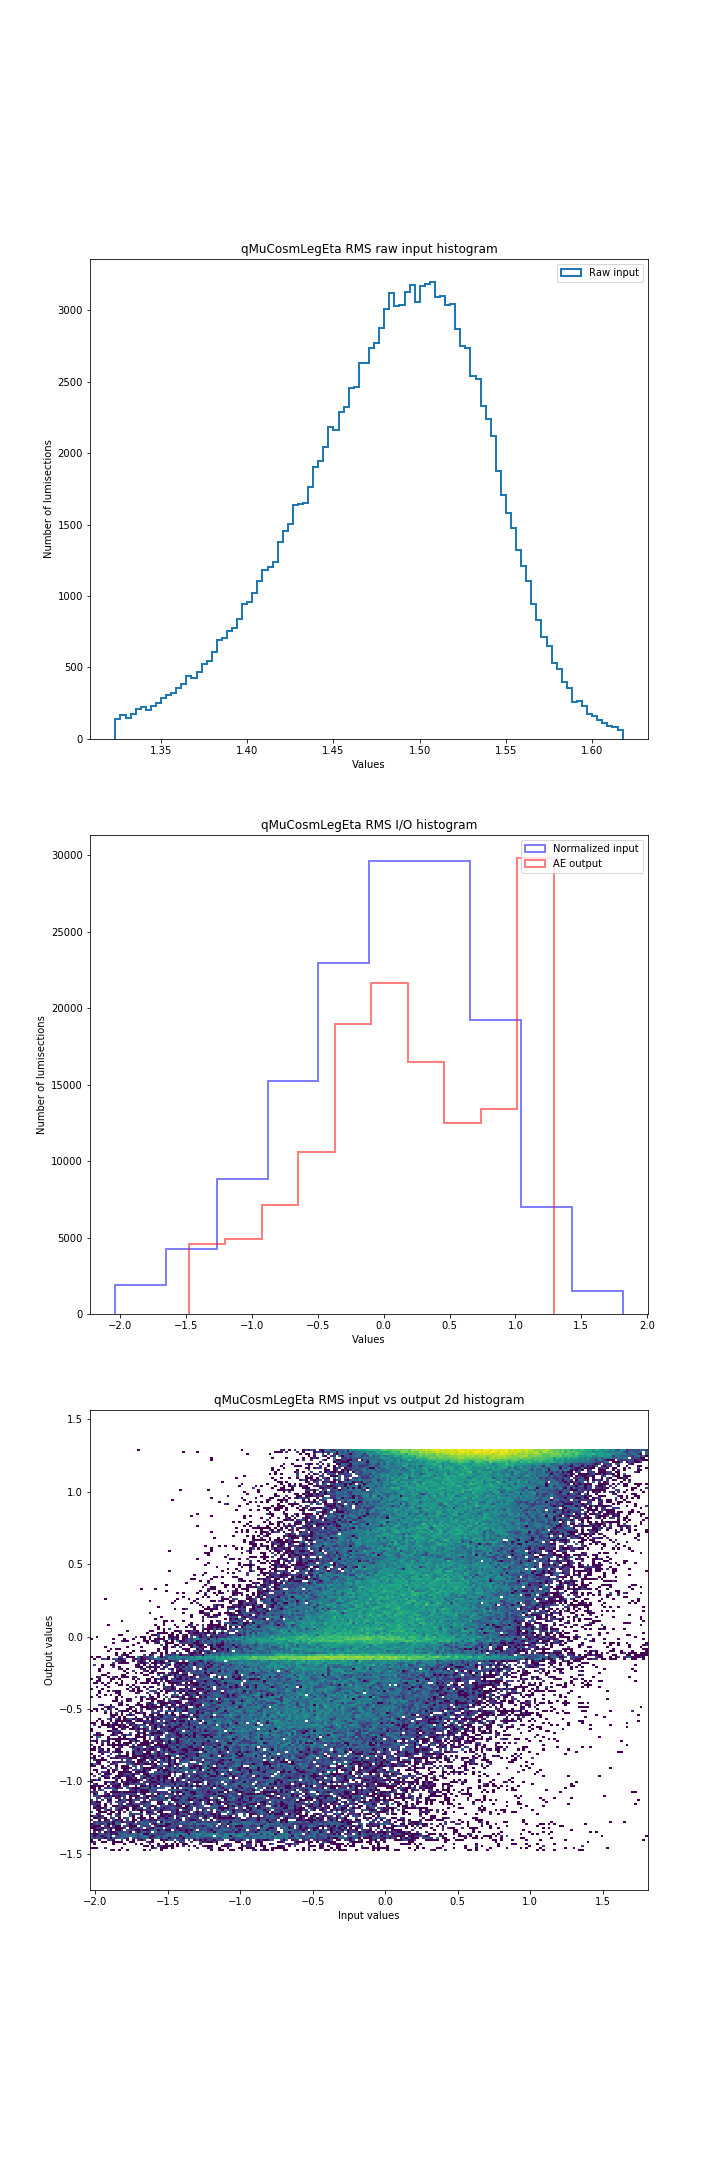 qMuCosmLegEta RMS raw input histogram
Raw input
Number of lumisections
3000
2500
2000
1500
1000
500
0
1.35 1.40 1.45 1.50 1.55 1.60
Values
qMuCosmLegEta RMS I/O histogram
Normalized input
AE output
Number of lumisections
30000
25000
20000
15000
10000
5000
0
−2.0 −1.5 −1.0 −0.5 0.0 0.5 1.0 1.5 2.0
Values
qMuCosmLegEta RMS input vs output 2d histogram
Output values
1.5
1.0
0.5
0.0
−0.5
−1.0
−1.5
−2.0 −1.5 −1.0 −0.5 0.0 0.5 1.0 1.5
Input values